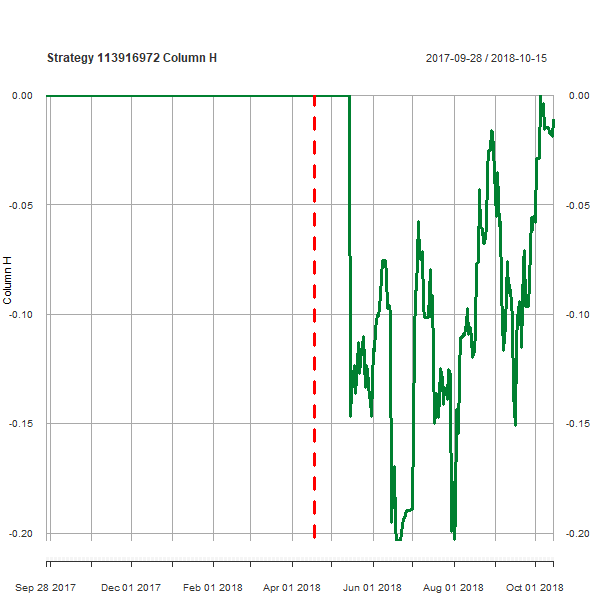 Strategy 113916972 Column H
2017-09-28 / 2018-10-15
0.00 0.00
-0.05 -0.05
-0.10 -0.10
-0.15 -0.15
-0.20 -0.20
Column H
Sep 28 2017 Dec 01 2017 Feb 01 2018 Apr 01 2018 Jun 01 2018 Aug 01 2018 Oct 01 2018